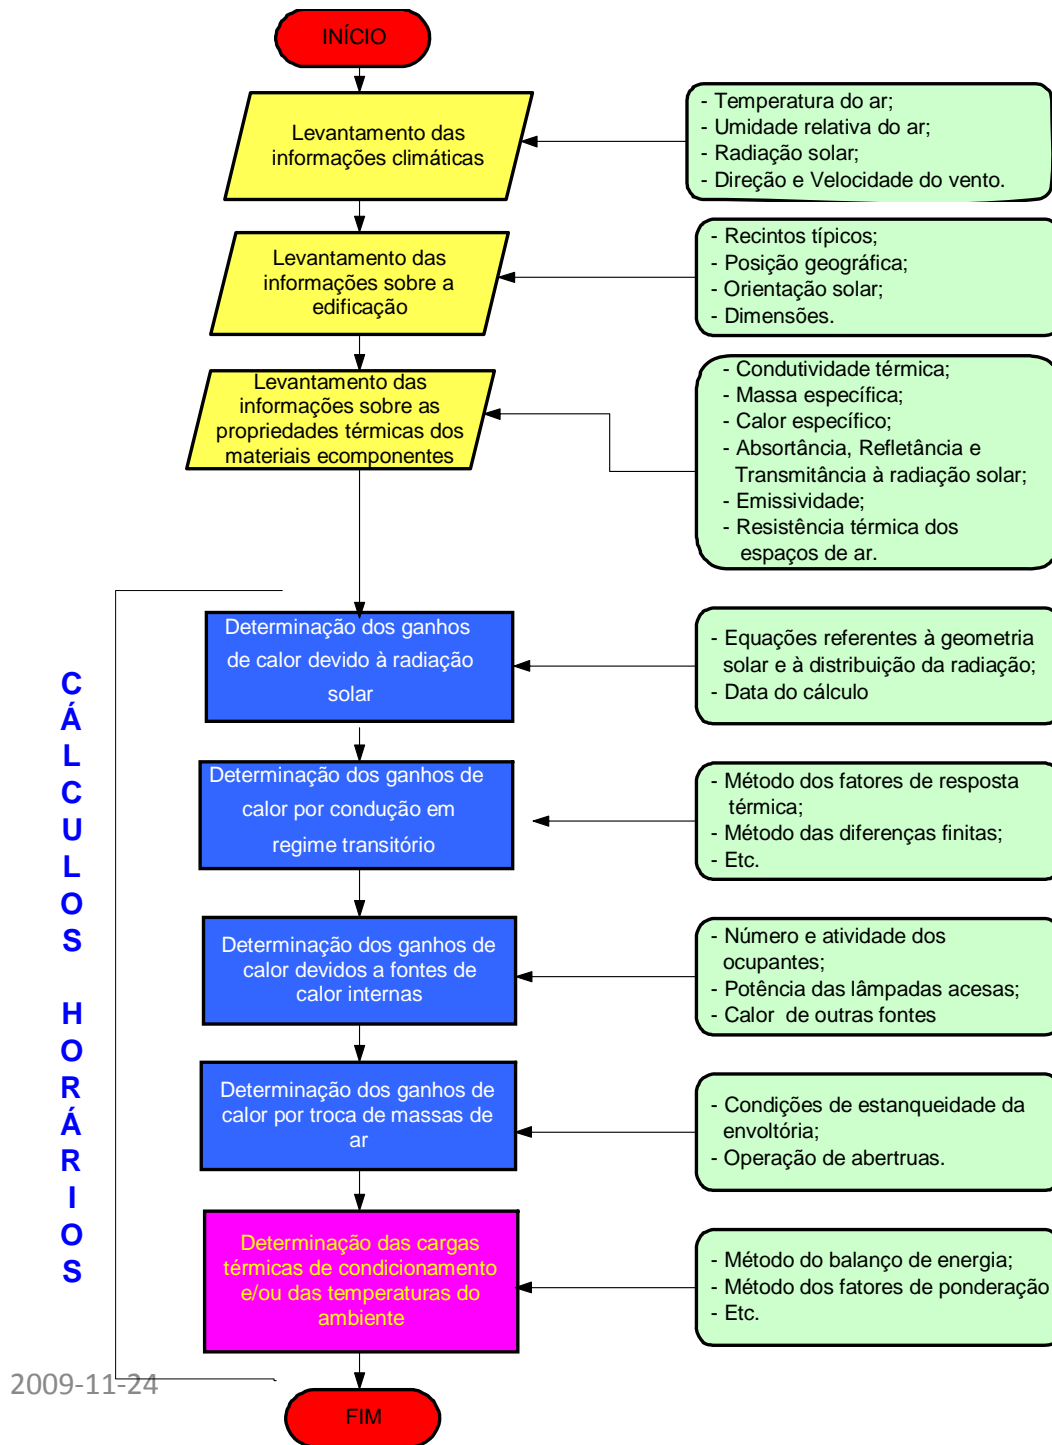 INÍCIO
Levantamento das
informações climáticas
- Temperatura do ar;
- Umidade relativa do ar;
- Radiação solar;
- Direção e Velocidade do vento.
Levantamento das
informações sobre a
edificação
- Recintos típicos;
- Posição geográfica;
- Orientação solar;
- Dimensões.
Levantamento das
informações sobre as
propriedades térmicas dos
materiais ecomponentes
- Condutividade térmica;
- Massa específica;
- Calor específico;
- Absortância, Refletância e
Transmitância à radiação solar;
- Emissividade;
- Resistência térmica dos
espaços de ar.
CÁLCULOS HORÁRIOS
Determinação dos ganhos
de calor devido à radiação
solar
- Equações referentes à geometria
solar e à distribuição da radiação;
- Data do cálculo
Determinação dos ganhos de
calor por condução em
regime transitório
- Método dos fatores de resposta
térmica;
- Método das diferenças finitas;
- Etc.
Determinação dos ganhos de
calor devidos a fontes de
calor internas
- Número e atividade dos
ocupantes;
- Potência das lâmpadas acesas;
- Calor de outras fontes
Determinação dos ganhos de
calor por troca de massas de
ar
- Condições de estanqueidade da
envoltória;
- Operação de abertruas.
Determinação das cargas
térmicas de condicionamento
e/ou das temperaturas do
ambiente
- Método do balanço de energia;
- Método dos fatores de ponderação
- Etc.
2009-11-24
FIM